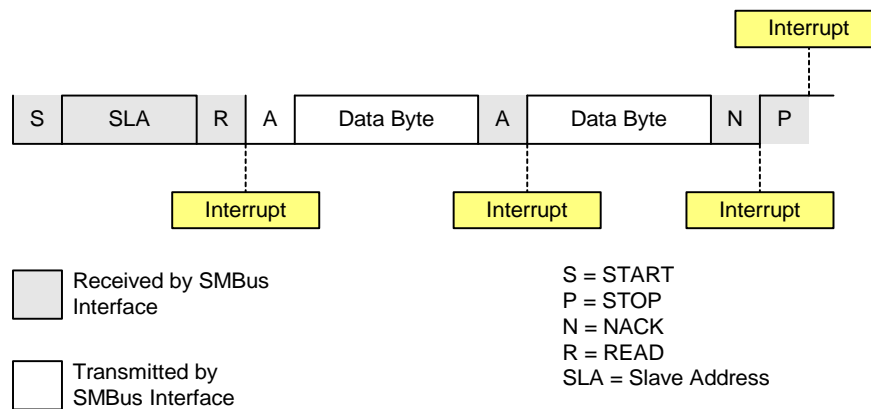 Interrupt
S
SLA
R
A
Data Byte
A
Data Byte
N
P
Interrupt
Interrupt
Interrupt
Received by SMBus
Interface
Transmitted by
SMBus Interface
S = START
P = STOP
N = NACK
R = READ
SLA = Slave Address